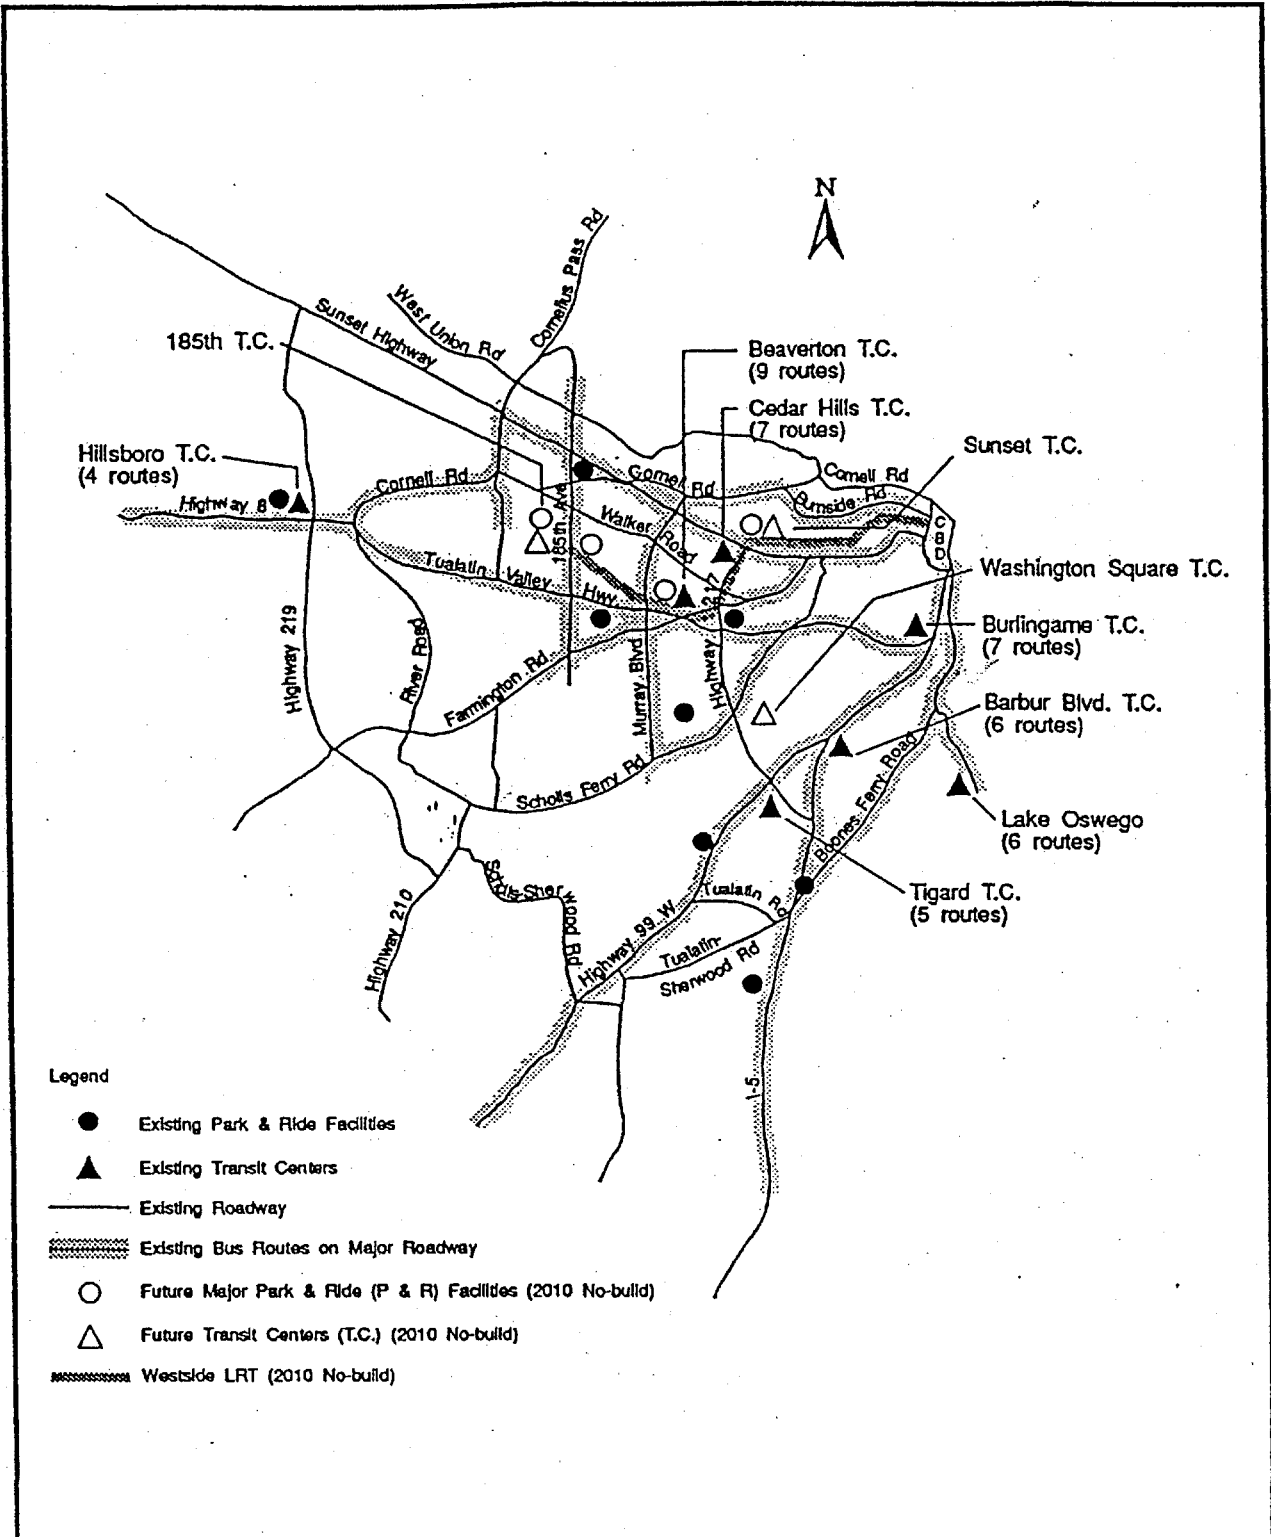 N
Cornelius Pass Rd
West Union Rd
Sunset Highway
185th T.C.
Beaverton T.C.
(9 routes)
Cedar Hills T.C.
(7 routes)
Sunset T.C.
Hillsboro T.C.
(4 routes)
Cornell Rd
Cornell Rd
Cornell Rd
Highway 8
Burnside Rd
CBD
185th Ave
Walker Road
Tualatin Valley Hwy
217
Washington Square T.C.
Burlingame T.C.
(7 routes)
Highway 219
River Road
Farmington Rd
Murray Blvd
Highway
Barbur Blvd. T.C.
(6 routes)
Scholls Ferry Rd
Boones Ferry Road
Lake Oswego
(6 routes)
Scholls-Sherwood Rd
Tualatin Rd
Tigard T.C.
(5 routes)
Highway 210
Highway 99 W
Tualatin-
Sherwood Rd
I-5
Legend
Existing Park & Ride Facilities
Existing Transit Centers
Existing Roadway
Existing Bus Routes on Major Roadway
Future Major Park & Ride (P & R) Facilities (2010 No-build)
Future Transit Centers (T.C.) (2010 No-build)
Westside LRT (2010 No-build)